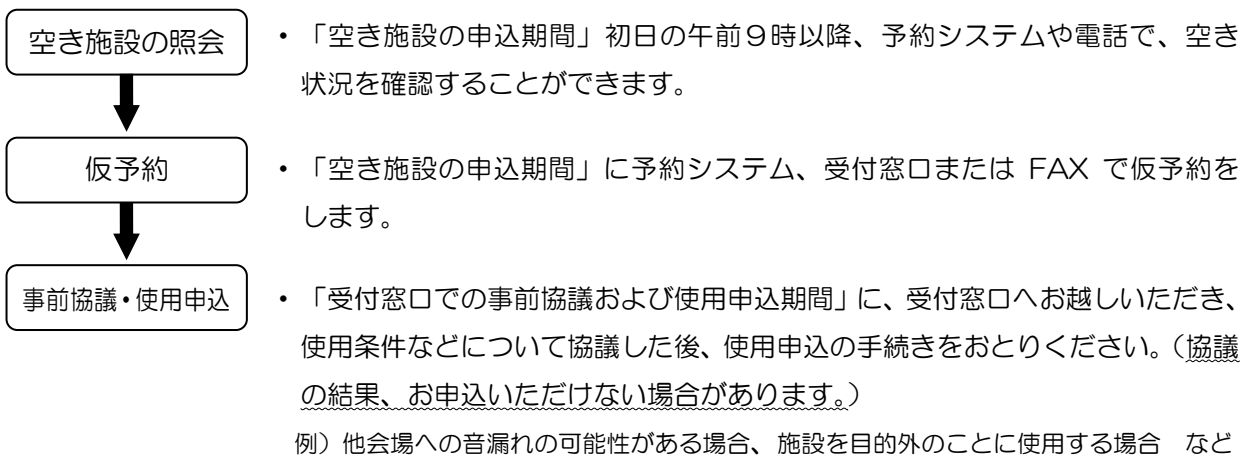 空き施設の照会
・「空き施設の申込期間」初日の午前９時以降、予約システムや電話で、空き
状況を確認することができます。
仮予約
・「空き施設の申込期間」に予約システム、受付窓口または FAX で仮予約を
します。
事前協議・使用申込
・「受付窓口での事前協議および使用申込期間」に、受付窓口へお越しいただき、
使用条件などについて協議した後、使用申込の手続きをおとりください。（協議
の結果、お申込いただけない場合があります。）
例）他会場への音漏れの可能性がある場合、施設を目的外のことに使用する場合　など